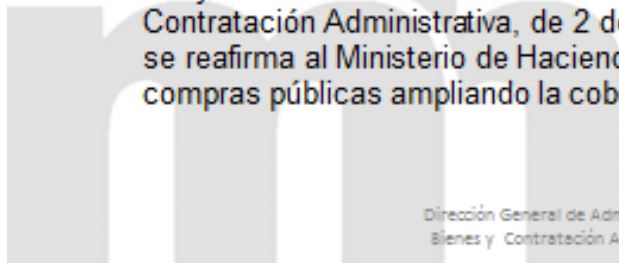 Contratación Administrativa, de 2 d
se reafirma al Ministerio de Hacien
compras públicas ampliando la cob
Dirección General de Adm
Bienes y Contratación A